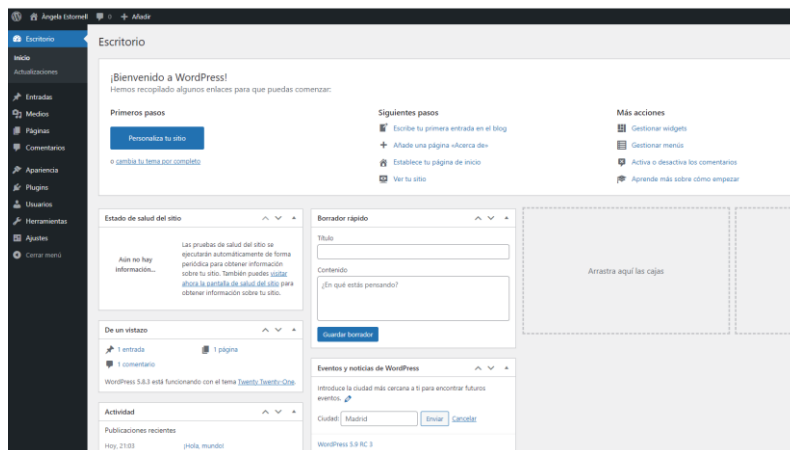 Ángela Estornell 0 + Añadir
Escritorio
Inicio
Actualizaciones
Entradas
Medios
Páginas
Comentarios
Apariencia
Plugins
Usuarios
Herramientas
Ajustes
Cerrar menú
Escritorio
¡Bienvenido a WordPress!
Hemos recopilado algunos enlaces para que puedas comenzar:
Primeros pasos
Personaliza tu sitio
o cambia tu tema por completo
Siguientes pasos
Escribe tu primera entrada en el blog
Añade una página «Acerca de»
Establece tu página de inicio
Ver tu sitio
Más acciones
Gestionar widgets
Gestionar menús
Activa o desactiva los comentarios
Aprende más sobre cómo empezar
Estado de salud del sitio
Aún no hay
información...
Las pruebas de salud del sitio se
ejecutarán automáticamente de forma
periódica para obtener información
sobre tu sitio. También puedes visitar
ahora la pantalla de salud del sitio para
obtener información sobre tu sitio.
De un vistazo
1 entrada
1 página
1 comentario
WordPress 5.8.3 está funcionando con el tema Twenty Twenty-One.
Actividad
Publicaciones recientes
Hoy, 21:03 ¡Hola, mundo!
Borrador rápido
Título
Contenido
¿En qué estás pensando?
Guardar borrador
Eventos y noticias de WordPress
Introduce la ciudad más cercana a ti para encontrar futuros
eventos.
Ciudad: Madrid Enviar Cancelar
WordPress 5.9 RC 3
Arrastra aquí las cajas